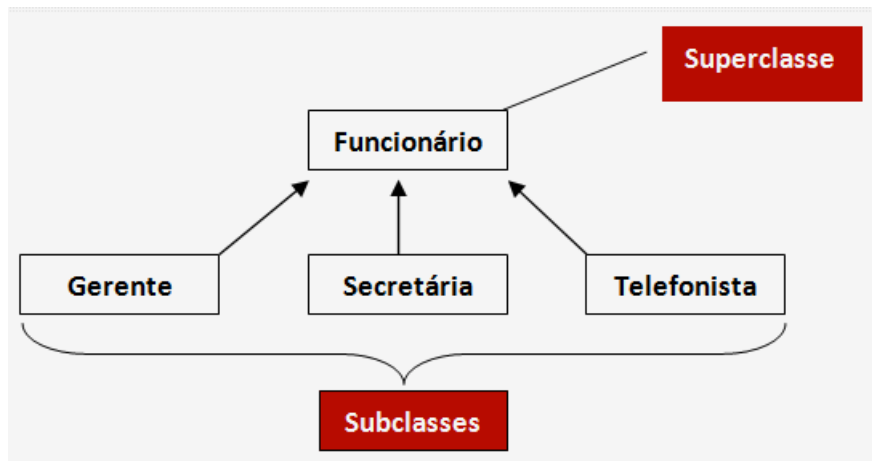 Superclasse
Funcionário
Gerente
Secretária
Telefonista
Subclasses